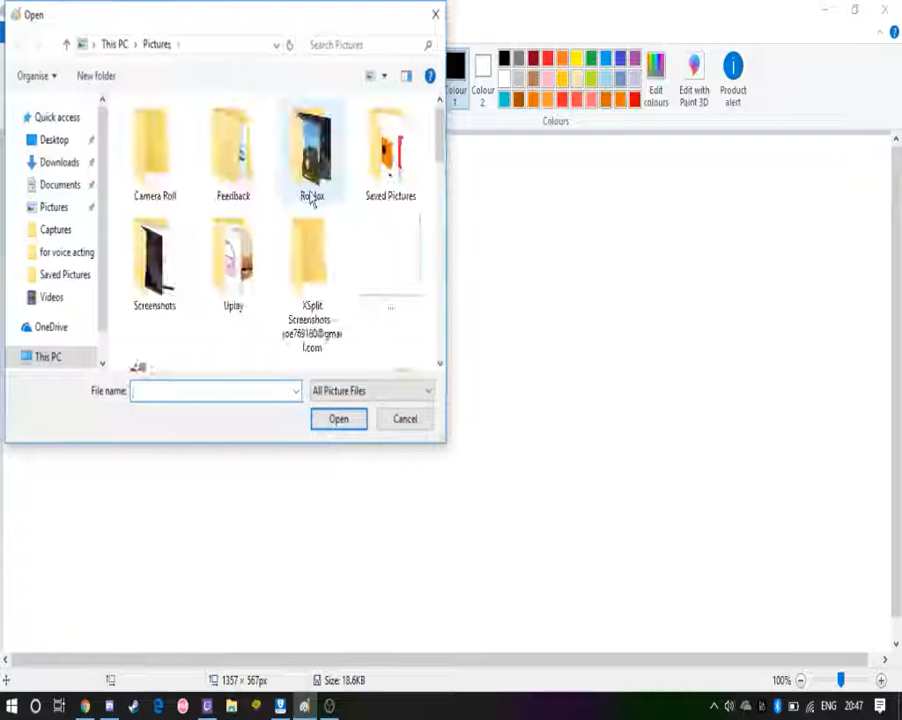 Open
This PC
Pictures
Search Pictures
Organise
New folder
Quick access
Desktop
Downloads
Documents
Pictures
Captures
for voice acting
Saved Pictures
Videos
OneDrive
This PC
Camera Roll
Feedback
Roblox
Saved Pictures
Screenshots
Uplay
XSplit
Screenshots -
joe769180@gmai
l.com
...
File name:
All Picture Files
Open
Cancel
Colour
1
Colour
2
Edit
colours
Edit with
Paint 3D
Product
alert
Colours
1357 × 567px
Size: 18.6KB
100%
ENG
20:47